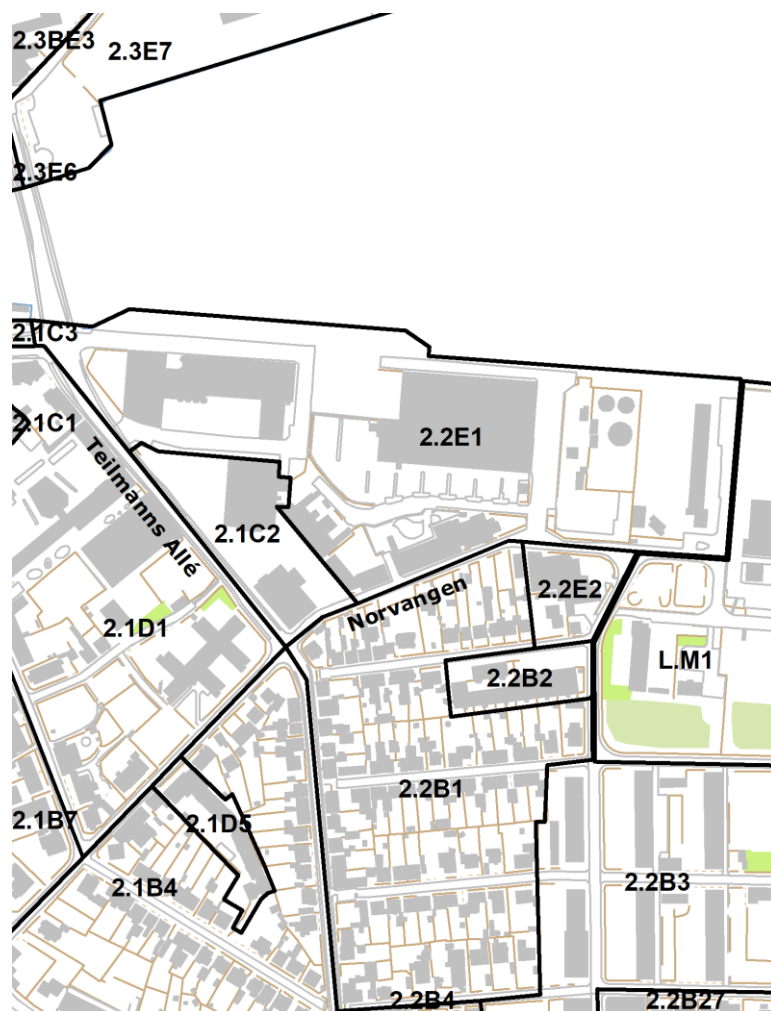 2.3BE3
2.3E7
2.3E6
2.1C3
2.1C1
2.2E1
Teilmanns Allé
2.1C2
2.2E2
Norvangen
2.1D1
L.M1
2.2B2
2.2B1
2.1B7
2.1D5
2.1B4
2.2B3
2.2B4
2.2B27